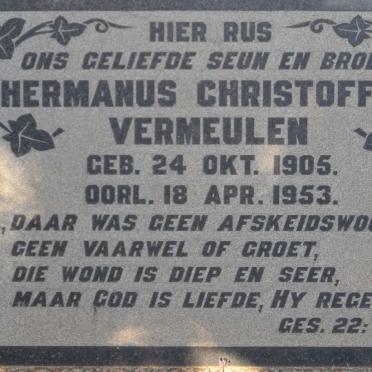 HIER RUS
ONS GELIEFDE SEUN EN BROE
HERMANUS CHRISTOFF
VERMEULEN
GEB. 24 OKT. 1905.
OORL. 18 APR. 1953.
, DAAR WAS GEEN AFSKEIDSWOO
GEEN VAARWEL OF GROET,
DIE WOND IS DIEP EN SEER,
MAAR GOD IS LIEFDE, HY REGE
GES. 22: